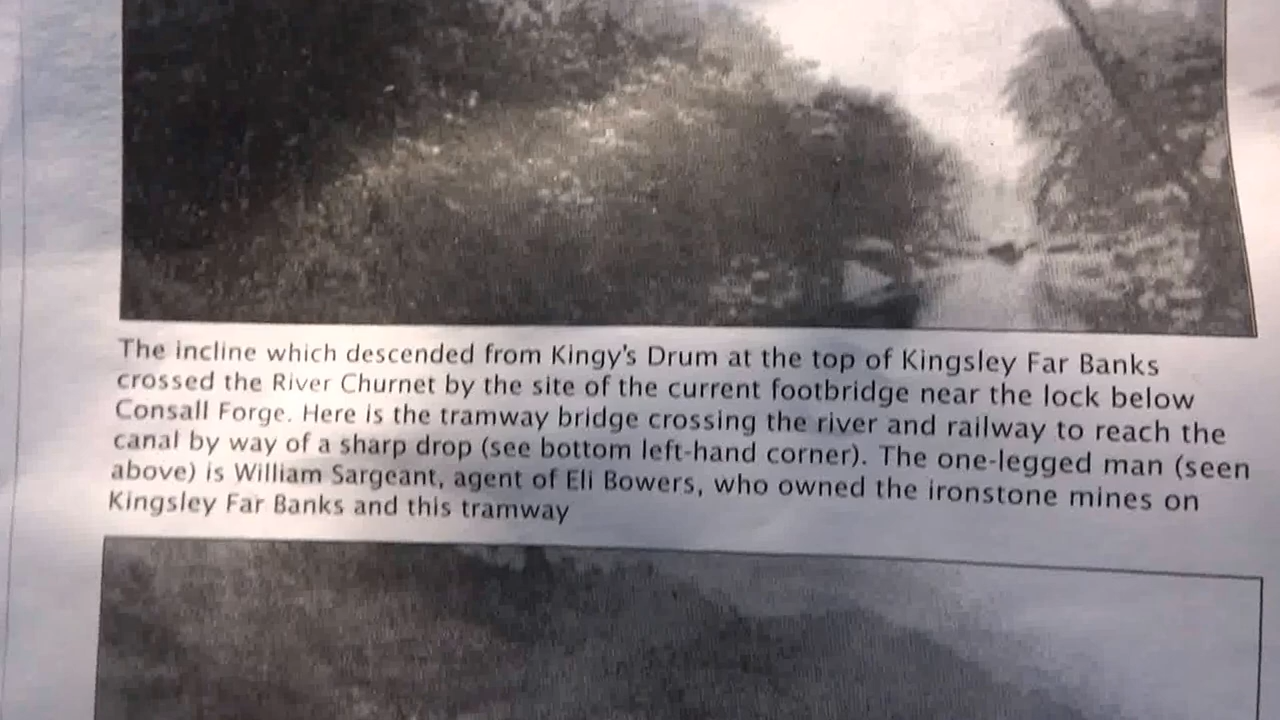 The incline which descended from Kingy's Drum at the top of Kingsley Far Banks
crossed the River Churnet by the site of the current footbridge near the lock below
Consall Forge. Here is the tramway bridge crossing the river and railway to reach the
canal by way of a sharp drop (see bottom left-hand corner). The one-legged man (seen
above) is William Sargeant, agent of Eli Bowers, who owned the ironstone mines on
Kingsley Far Banks and this tramway